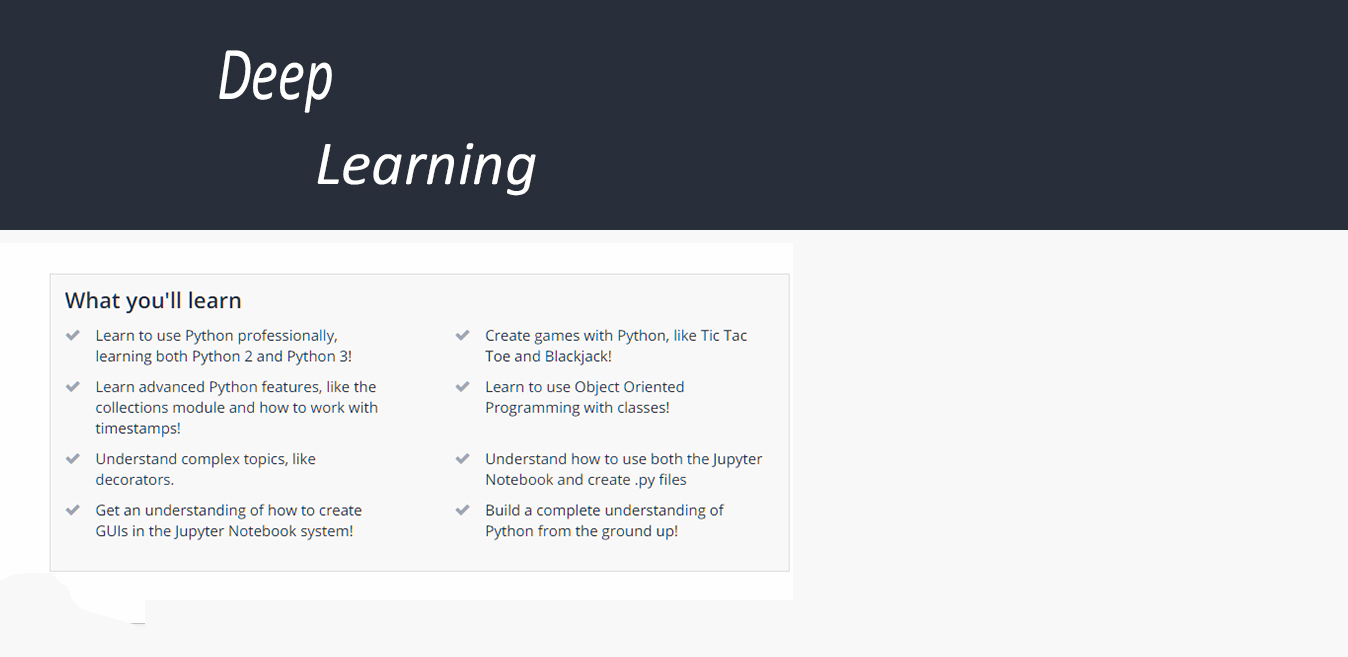 Deep
Learning
What you'll learn
Learn to use Python professionally,
learning both Python 2 and Python 3!
Create games with Python, like Tic Tac
Toe and Blackjack!
Learn advanced Python features, like the
collections module and how to work with
timestamps!
Learn to use Object Oriented
Programming with classes!
Understand complex topics, like
decorators.
Understand how to use both the Jupyter
Notebook and create .py files
Get an understanding of how to create
GUIs in the Jupyter Notebook system!
Build a complete understanding of
Python from the ground up!